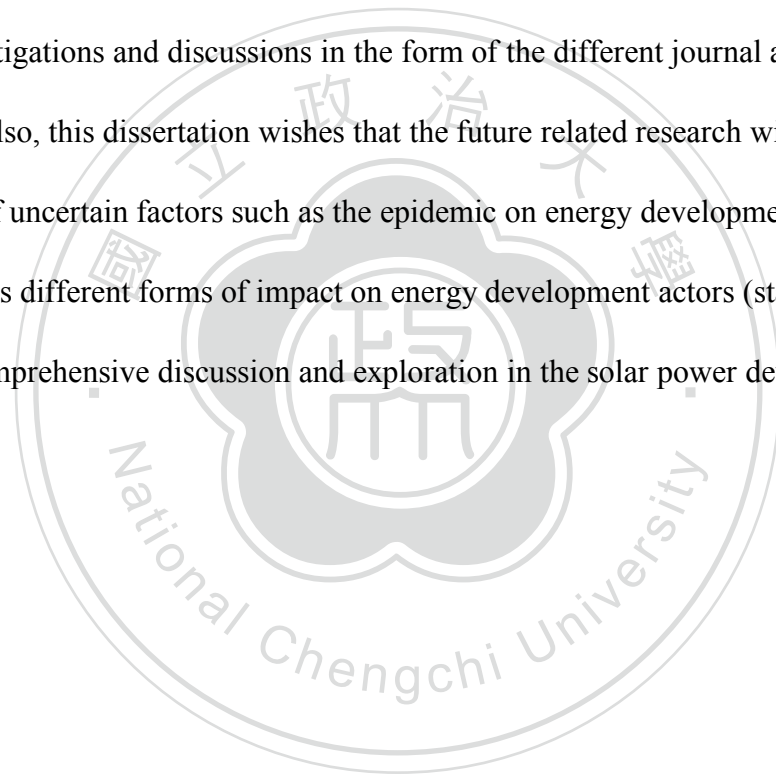 tigations and discussions in the form of the different journal a
lso, this dissertation wishes that the future related research wi
f uncertain factors such as the epidemic on energy developme
s different forms of impact on energy development actors (sta
nprehensive discussion and exploration in the solar power de
國立政治大學
National Chengchi University